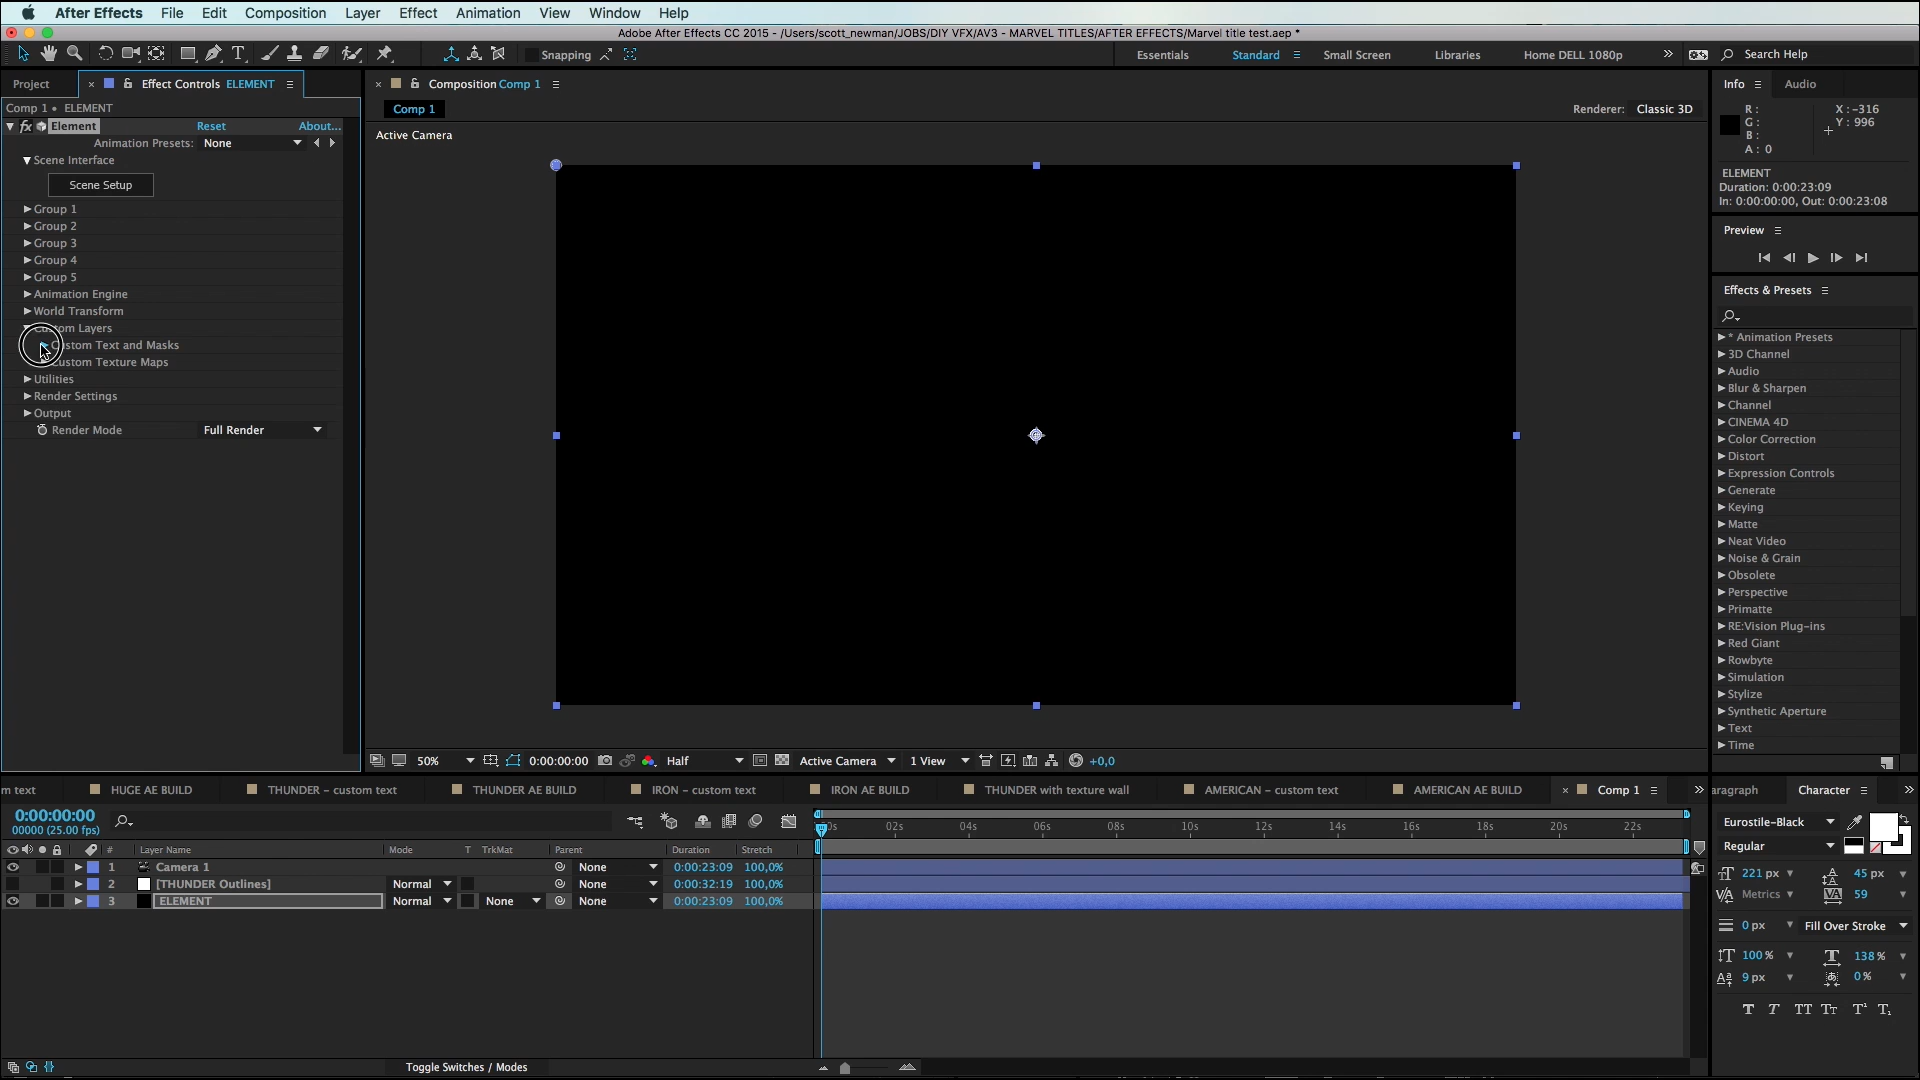 After Effects File Edit Composition Layer Effect Animation View Window Help
Adobe After Effects CC 2015 - /Users/scott_newman/JOBS/DIY VFX/AV3 - MARVEL TITLES/AFTER EFFECTS/Marvel title test.aep *
Snapping Essentials Standard Small Screen Libraries Home DELL 1080p » Search Help
Project × Effect Controls ELEMENT × Composition Comp 1 Info Audio
Comp 1 • ELEMENT Comp 1 Renderer: Classic 3D
fx Element Reset About...
Animation Presets: None
Scene Interface
Scene Setup
Group 1
Group 2
Group 3
Group 4
Group 5
Animation Engine
World Transform
Custom Layers
Custom Text and Masks
Custom Texture Maps
Utilities
Render Settings
Output
Render Mode Full Render
Active Camera
R: X: -316
G: Y: 996
B:
A: 0
ELEMENT
Duration: 0:00:23:09
In: 0:00:00:00, Out: 0:00:23:08
Preview
Effects & Presets
* Animation Presets
3D Channel
Audio
Blur & Sharpen
Channel
CINEMA 4D
Color Correction
Distort
Expression Controls
Generate
Keying
Matte
Neat Video
Noise & Grain
Obsolete
Perspective
Primatte
RE:Vision Plug-ins
Red Giant
Rowbyte
Simulation
Stylize
Synthetic Aperture
Text
Time
50% 0:00:00:00 Half Active Camera 1 View +0,0
m text HUGE AE BUILD THUNDER - custom text THUNDER AE BUILD IRON - custom text IRON AE BUILD THUNDER with texture wall AMERICAN - custom text AMERICAN AE BUILD × Comp 1 »
0:00:00:00
00000 (25.00 fps)
02s 04s 06s 08s 10s 12s 14s 16s 18s 20s 22s
# Layer Name Mode T TrkMat Parent Duration Stretch
1 Camera 1 None 0:00:23:09 100,0%
2 [THUNDER Outlines] Normal None 0:00:32:19 100,0%
3 ELEMENT Normal None None 0:00:23:09 100,0%
Toggle Switches / Modes
aragraph Character »
Eurostile-Black
Regular
221 px 45 px
Metrics 59
0 px Fill Over Stroke
100 % 138 %
9 px 0 %
T T TT Tt T¹ T₁